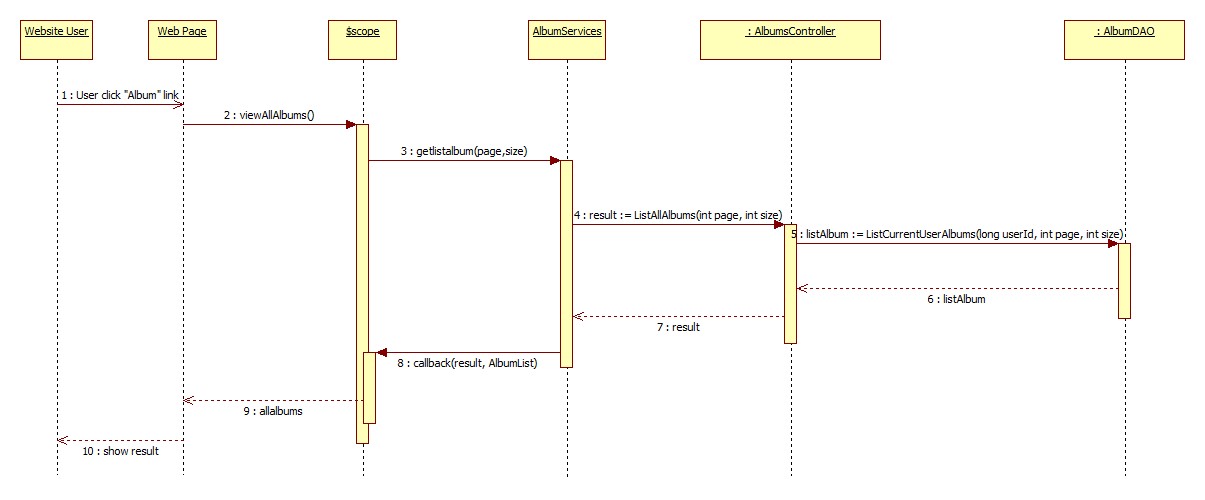 Website User
Web Page
$scope
AlbumServices
: AlbumsController
: AlbumDAO
1 : User click "Album" link
2 : viewAllAlbums()
3 : getlistalbum(page,size)
4 : result := ListAllAlbums(int page, int size)
5 : listAlbum := ListCurrentUserAlbums(long userId, int page, int size)
6 : listAlbum
7 : result
8 : callback(result, AlbumList)
9 : allalbums
10 : show result